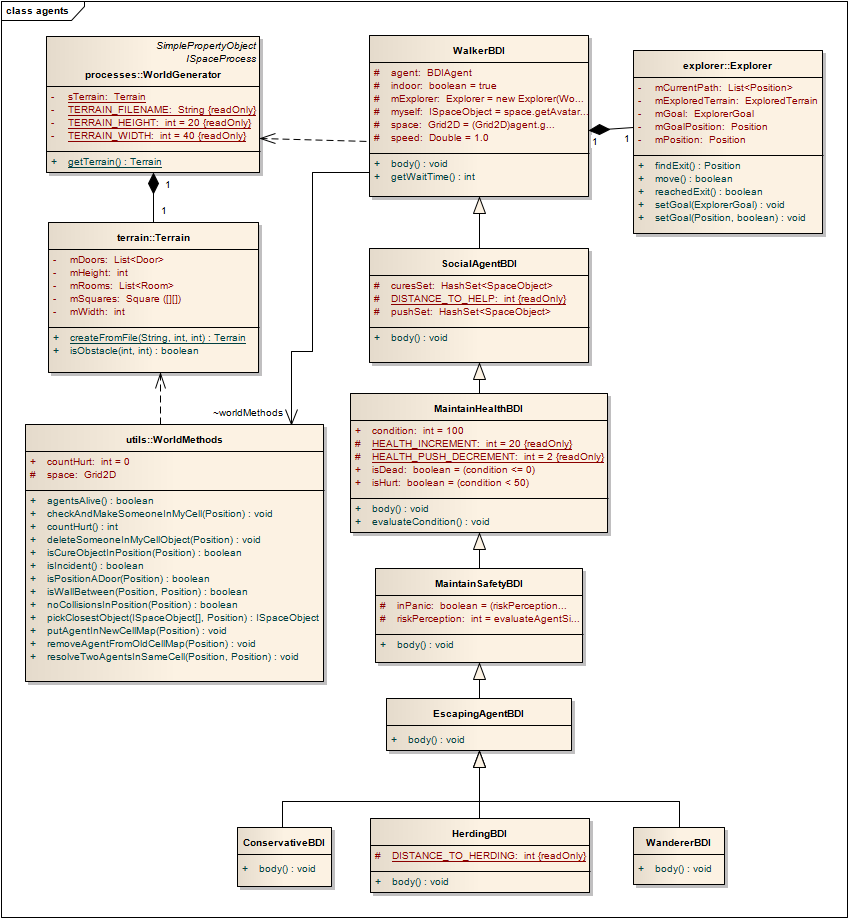 class agents
SimplePropertyObject
ISpaceProcess
processes::WorldGenerator
- sTerrain: Terrain
- TERRAIN_FILENAME: String {readOnly}
- TERRAIN_HEIGHT: int = 20 {readOnly}
- TERRAIN_WIDTH: int = 40 {readOnly}
+ getTerrain() : Terrain
1
1
terrain::Terrain
- mDoors: List<Door>
- mHeight: int
- mRooms: List<Room>
- mSquares: Square ([][])
- mWidth: int
+ createFromFile(String, int, int) : Terrain
+ isObstacle(int, int) : boolean
~worldMethods
utils::WorldMethods
+ countHurt: int = 0
# space: Grid2D
+ agentsAlive() : boolean
+ checkAndMakeSomeoneInMyCell(Position) : void
+ countHurt() : int
+ deleteSomeoneInMyCellObject(Position) : void
+ isCureObjectInPosition(Position) : boolean
+ isIncident() : boolean
+ isPositionADoor(Position) : boolean
+ isWallBetween(Position, Position) : boolean
+ noCollisionsInPosition(Position) : boolean
+ pickClosestObject(ISpaceObject[], Position) : ISpaceObject
+ putAgentInNewCellMap(Position) : void
+ removeAgentFromOldCellMap(Position) : void
+ resolveTwoAgentsInSameCell(Position, Position) : void
WalkerBDI
# agent: BDIAgent
# indoor: boolean = true
# mExplorer: Explorer = new Explorer(Wo...
# myself: ISpaceObject = space.getAvatar...
# space: Grid2D = (Grid2D)agent.g...
# speed: Double = 1.0
+ body() : void
+ getWaitTime() : int
1
1
explorer::Explorer
- mCurrentPath: List<Position>
- mExploredTerrain: ExploredTerrain
- mGoal: ExplorerGoal
- mGoalPosition: Position
- mPosition: Position
+ findExit() : Position
+ move() : boolean
+ reachedExit() : boolean
+ setGoal(ExplorerGoal) : void
+ setGoal(Position, boolean) : void
SocialAgentBDI
# curesSet: HashSet<SpaceObject>
# DISTANCE_TO_HELP: int {readOnly}
# pushSet: HashSet<SpaceObject>
+ body() : void
MaintainHealthBDI
+ condition: int = 100
# HEALTH_INCREMENT: int = 20 {readOnly}
# HEALTH_PUSH_DECREMENT: int = 2 {readOnly}
+ isDead: boolean = (condition <= 0)
+ isHurt: boolean = (condition < 50)
+ body() : void
+ evaluateCondition() : void
MaintainSafetyBDI
# inPanic: boolean = (riskPerception...
# riskPerception: int = evaluateAgentSi...
+ body() : void
EscapingAgentBDI
+ body() : void
ConservativeBDI
+ body() : void
HerdingBDI
# DISTANCE_TO_HERDING: int {readOnly}
+ body() : void
WandererBDI
+ body() : void